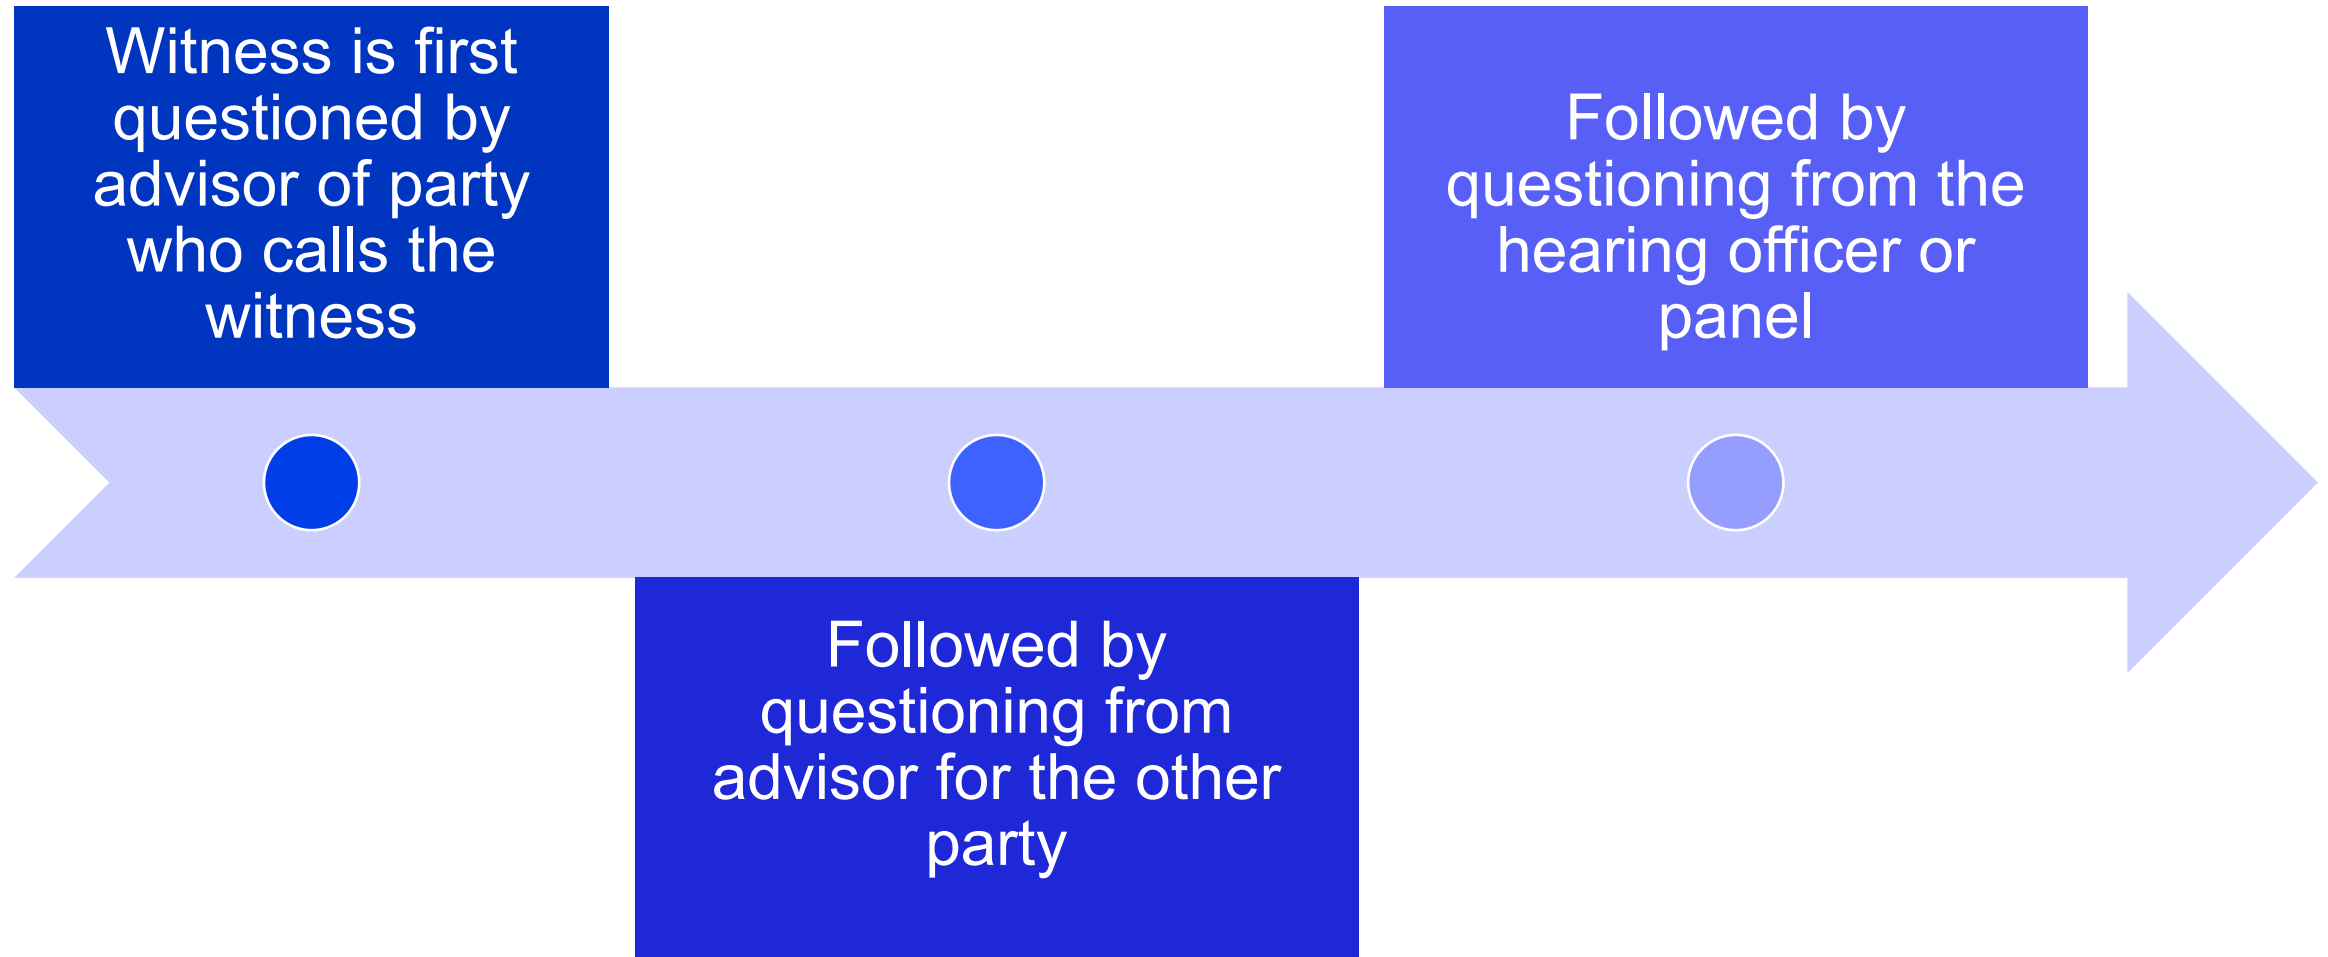 Witness is first
questioned by
advisor of party
who calls the
witness
Followed by
questioning from
advisor for the other
party
Followed by
questioning from the
hearing officer or
panel